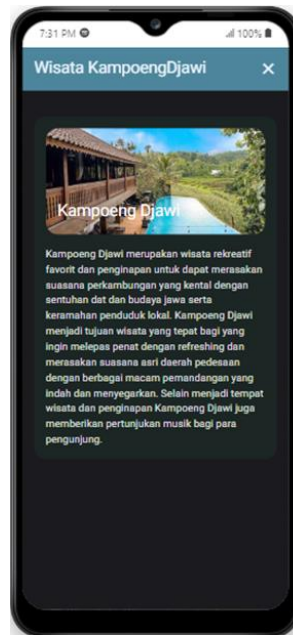 7:31 PM
100%
Wisata KampoengDjawi
Kampoeng Djawi
Kampoeng Djawi merupakan wisata rekreatif
favorit dan penginapan untuk dapat merasakan
suasana perkambungan yang kental dengan
sentuhan dat dan budaya jawa serta
keramahan penduduk lokal. Kampoeng Djawi
menjadi tujuan wisata yang tepat bagi yang
ingin melepas penat dengan refreshing dan
merasakan suasana asri daerah pedesaan
dengan berbagai macam pemandangan yang
indah dan menyegarkan. Selain menjadi tempat
wisata dan penginapan Kampoeng Djawi juga
memberikan pertunjukan musik bagi para
pengunjung.